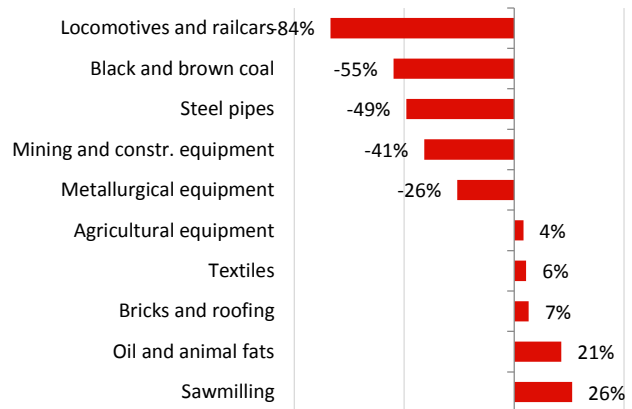 Locomotives and railcars -84%
Black and brown coal -55%
Steel pipes -49%
Mining and constr. equipment -41%
Metallurgical equipment -26%
Agricultural equipment 4%
Textiles 6%
Bricks and roofing 7%
Oil and animal fats 21%
Sawmilling 26%